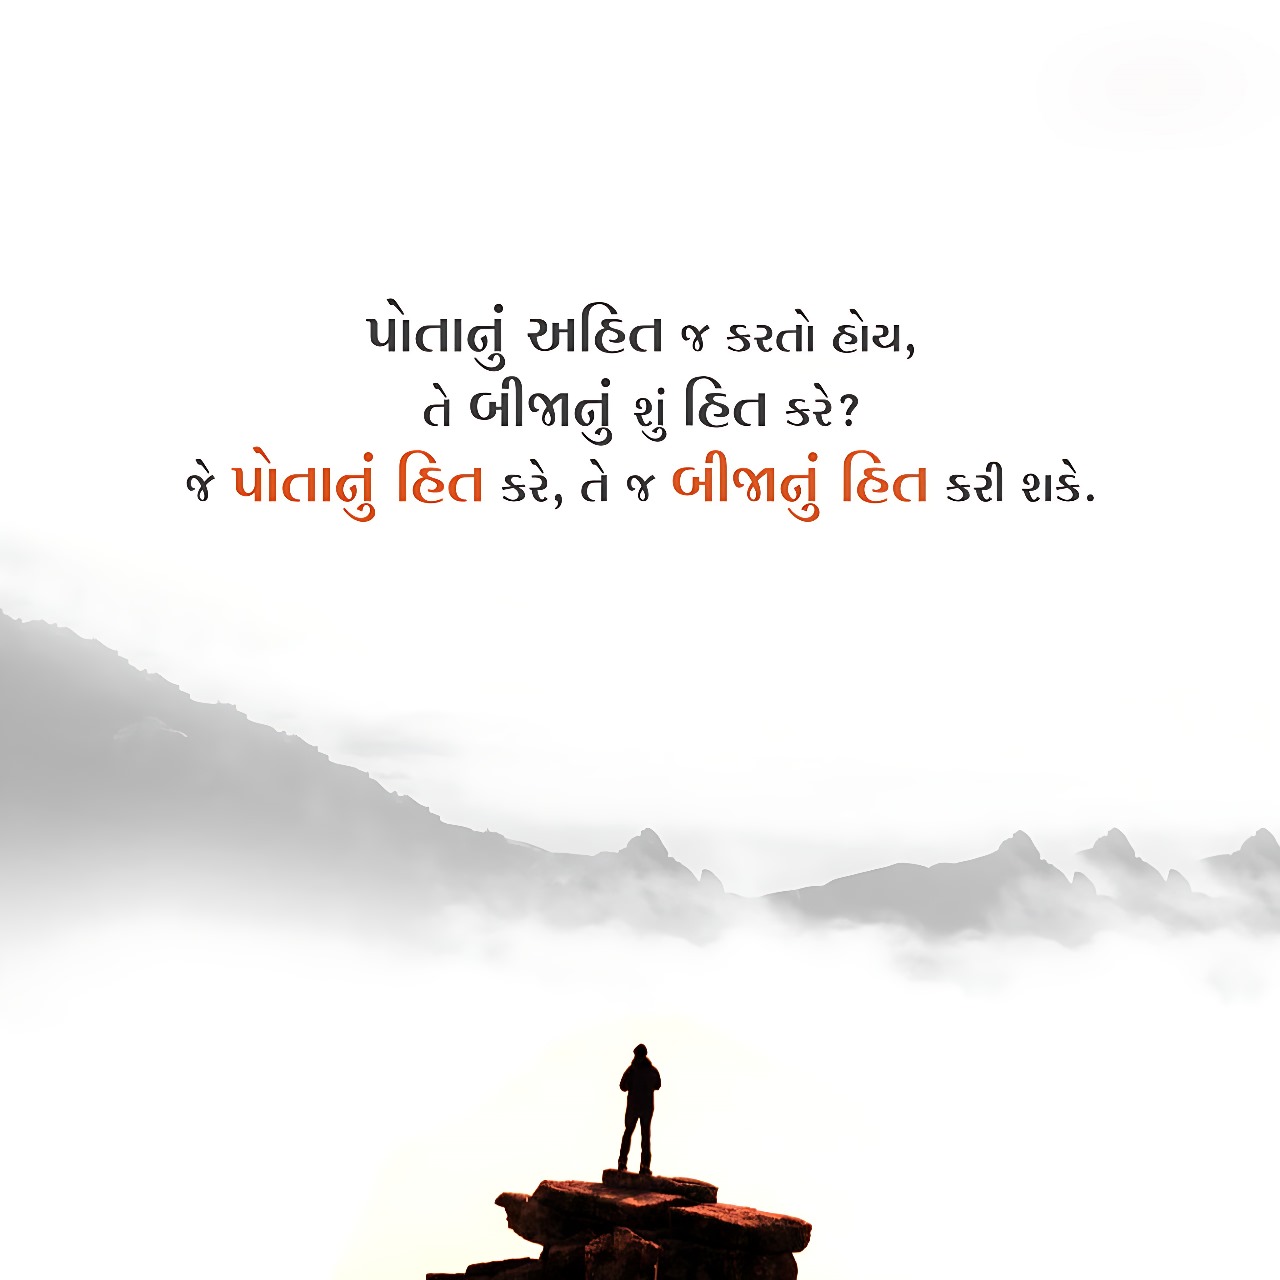 પોતાનું અહિત જ કરતો હોય,
તે બીજાનું શું હિત કરે?
જે પોતાનું હિત કરે, તે જ બીજાનું હિત કરી શકે.